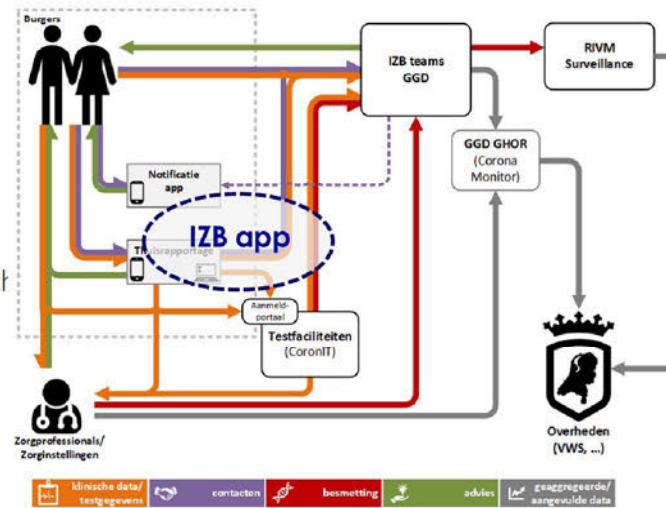 Burgers
IZB teams
GGD
RIVM
Surveillance
GGD GHOR
(Corona
Monitor)
Notificatie
app
IZB app
Thuisrapportage
Aanmeld-
portaal
Testfaciliteiten
(CoronIT)
Zorgprofessionals/
Zorginstellingen
Overheden
(VWS, ...)
klinische data/
testgegevens
contacten
besmetting
advies
geaggregeerde/
aangevulde data